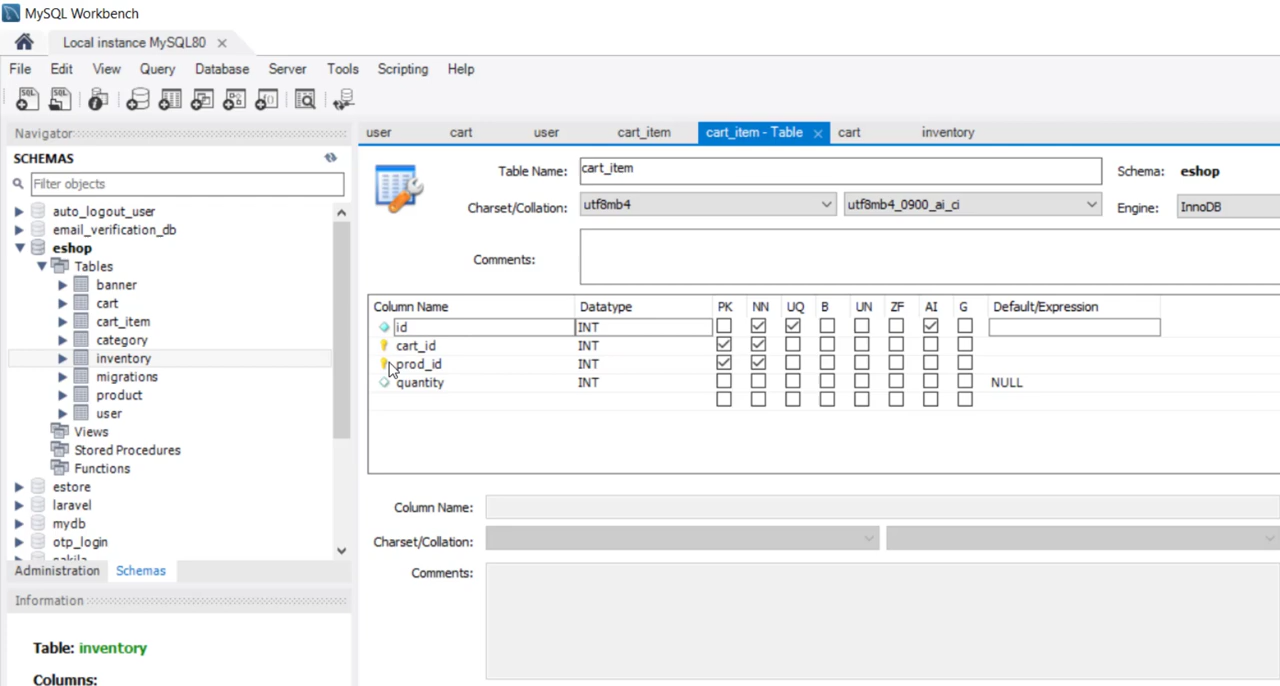 MySQL Workbench
Local instance MySQL80
File Edit View Query Database Server Tools Scripting Help
Navigator
SCHEMAS
Filter objects
auto_logout_user
email_verification_db
eshop
Tables
banner
cart
cart_item
category
inventory
migrations
product
user
Views
Stored Procedures
Functions
estore
laravel
mydb
otp_login
Administration Schemas
Information
Table: inventory
Columns:
user cart user cart_item cart_item - Table cart inventory
Table Name: cart_item Schema: eshop
Charset/Collation: utf8mb4 utf8mb4_0900_ai_ci Engine: InnoDB
Comments:
Column Name Datatype PK NN UQ B UN ZF AI G Default/Expression
id INT
cart_id INT
prod_id INT
quantity INT NULL
Column Name:
Charset/Collation:
Comments: